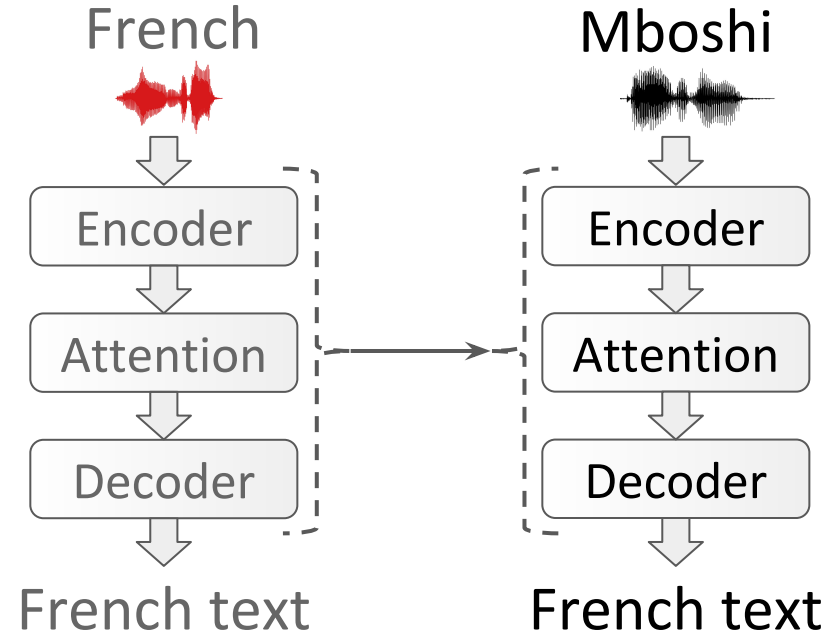 French
Encoder
Attention
Decoder
French text
Mboshi
Encoder
Attention
Decoder
French text